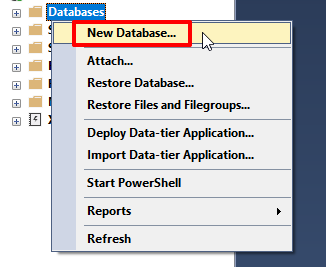 Databases
New Database...
Attach...
Restore Database...
Restore Files and Filegroups...
Deploy Data-tier Application...
Import Data-tier Application...
Start PowerShell
Reports
Refresh